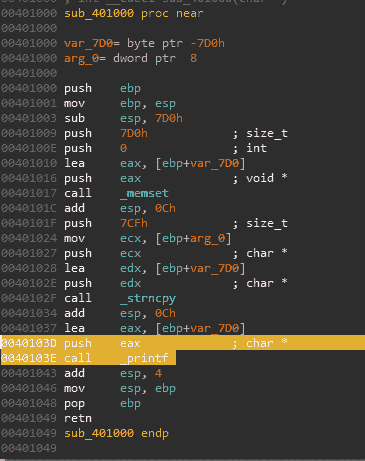 ; int __cdecl sub_401000(char *)
00401000 sub_401000 proc near
00401000
00401000 var_7D0= byte ptr -7D0h
00401000 arg_0= dword ptr  8
00401000
00401000 push    ebp
00401001 mov     ebp, esp
00401003 sub     esp, 7D0h
00401009 push    7D0h            ; size_t
0040100E push    0               ; int
00401010 lea     eax, [ebp+var_7D0]
00401016 push    eax             ; void *
00401017 call    _memset
0040101C add     esp, 0Ch
0040101F push    7CFh            ; size_t
00401024 mov     ecx, [ebp+arg_0]
00401027 push    ecx             ; char *
00401028 lea     edx, [ebp+var_7D0]
0040102E push    edx             ; char *
0040102F call    _strncpy
00401034 add     esp, 0Ch
00401037 lea     eax, [ebp+var_7D0]
0040103D push    eax             ; char *
0040103E call    _printf
00401043 add     esp, 4
00401046 mov     esp, ebp
00401048 pop     ebp
00401049 retn
00401049 sub_401000 endp
00401049